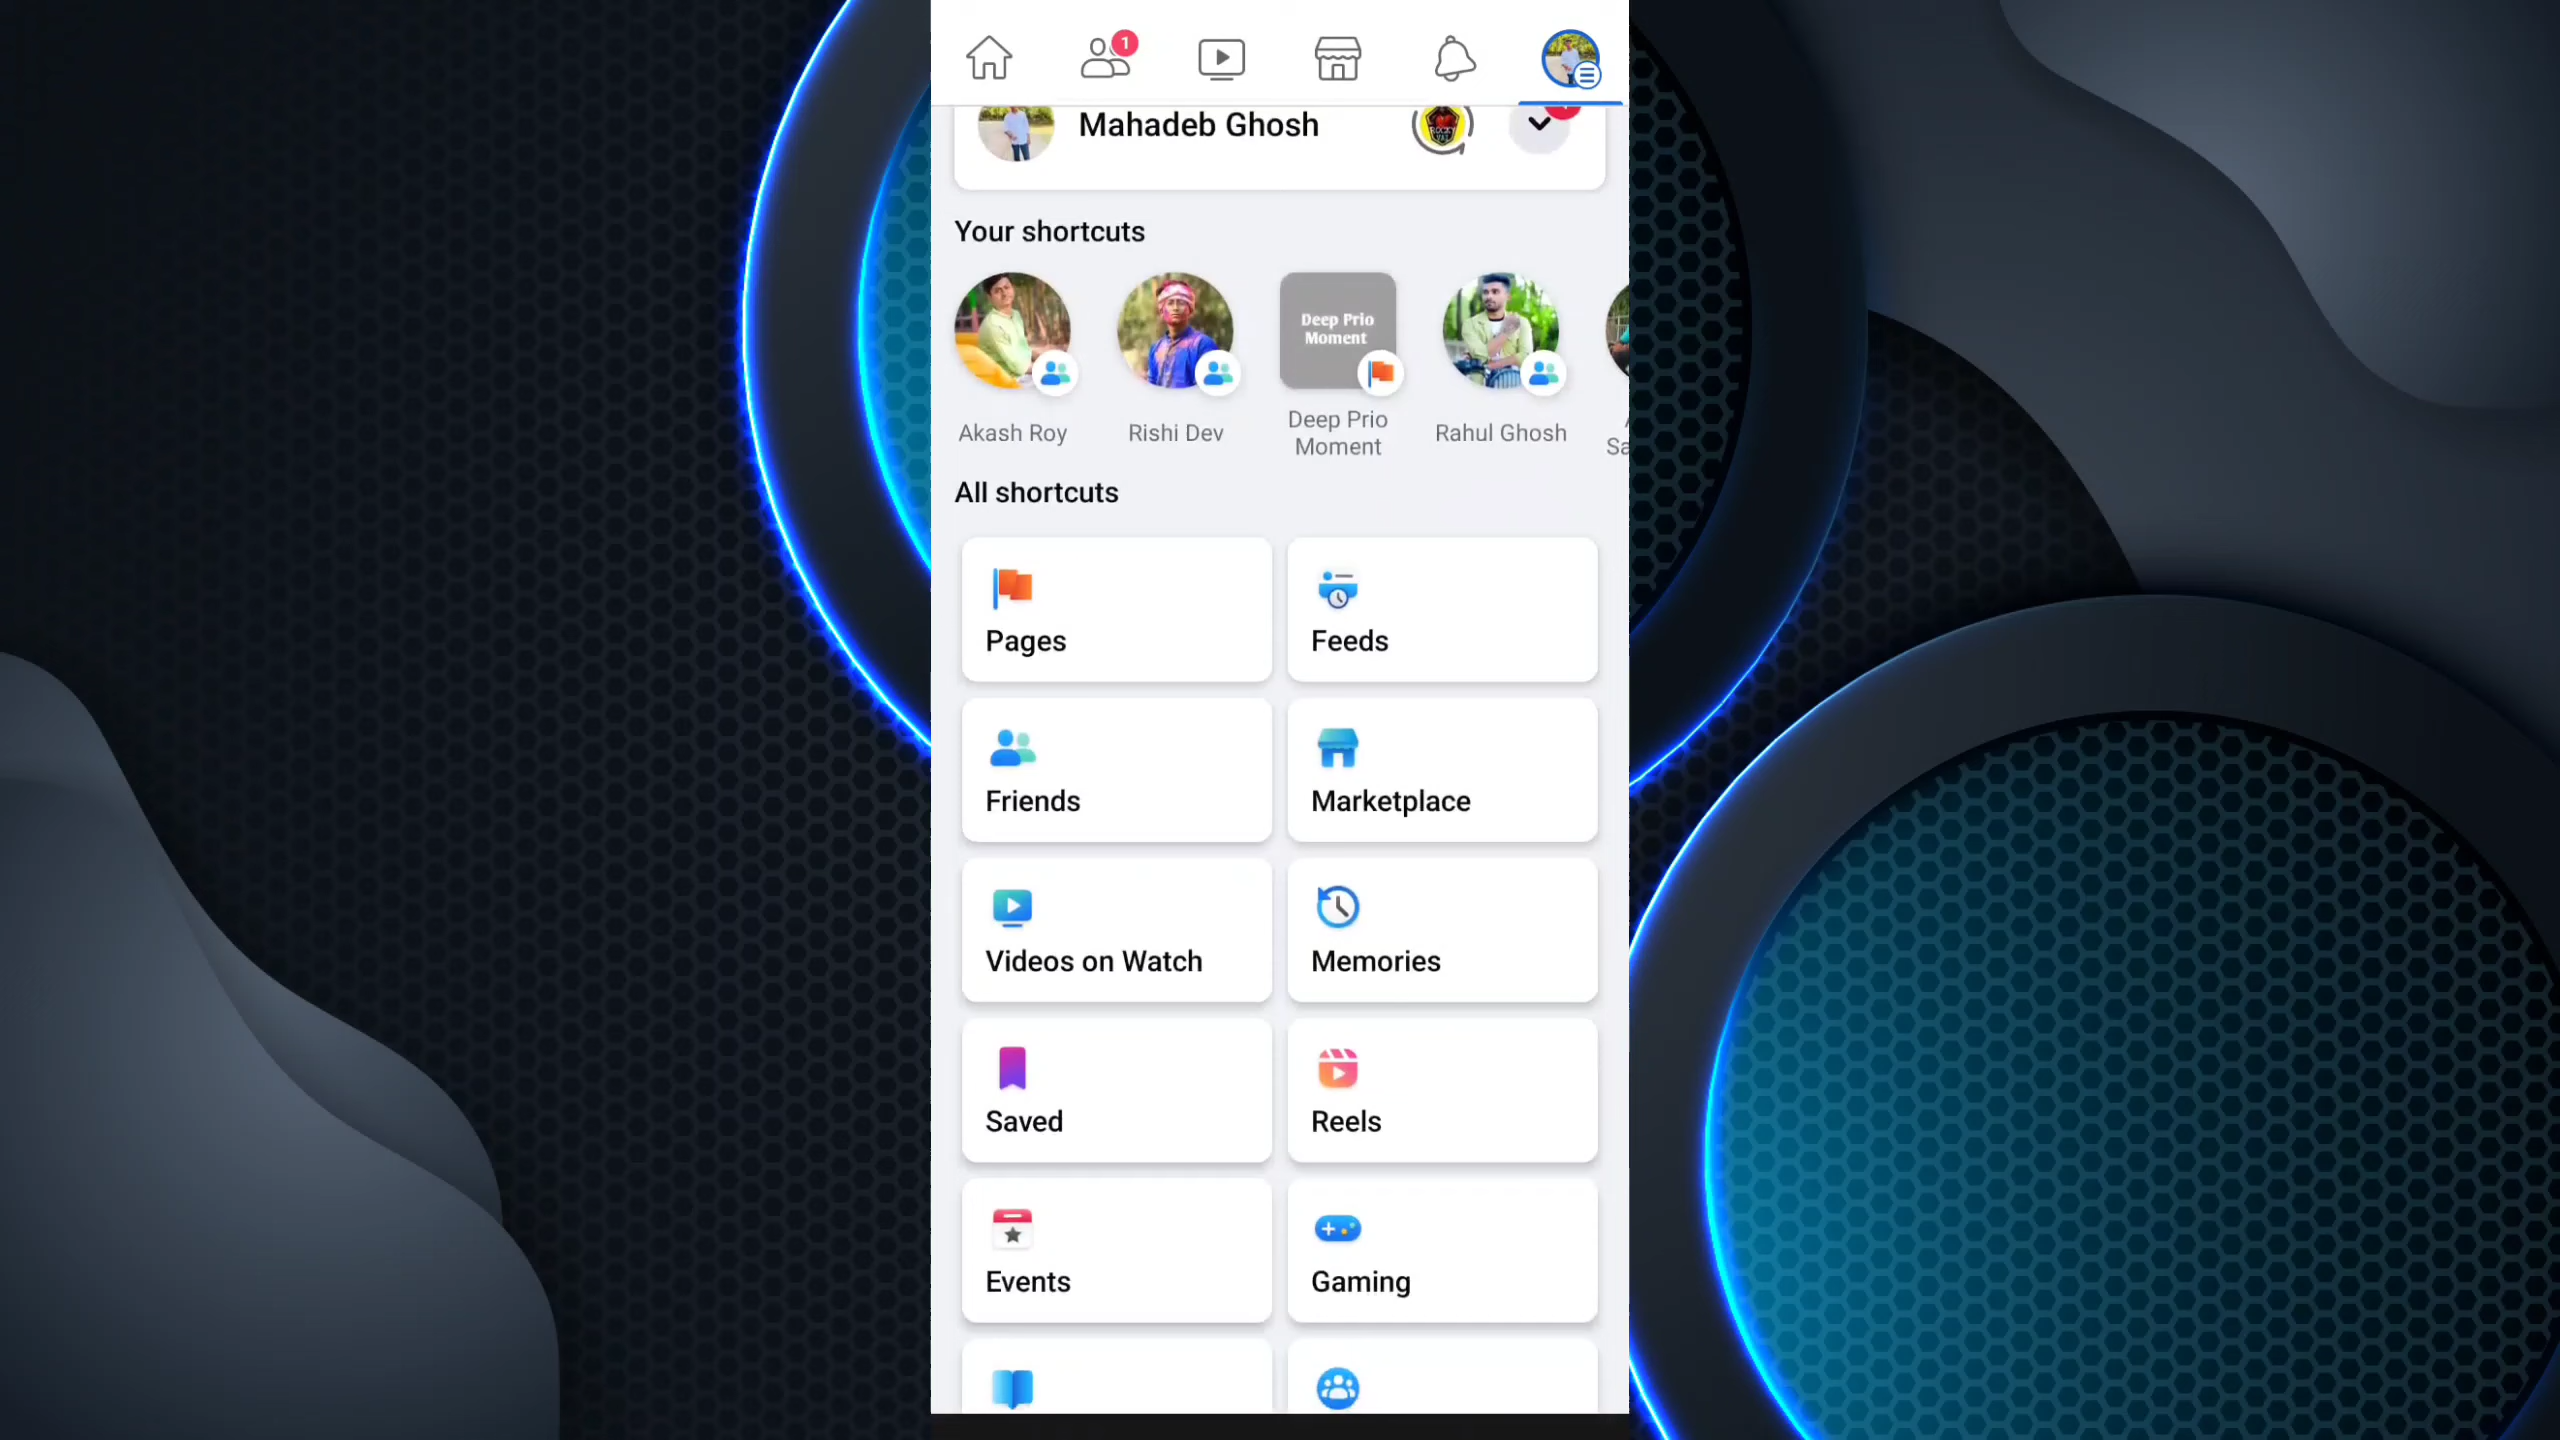 1
Mahadeb Ghosh
Your shortcuts
Deep Prio
Moment
Akash Roy
Rishi Dev
Deep Prio
Moment
Rahul Ghosh
All shortcuts
Pages
Feeds
Friends
Marketplace
Videos on Watch
Memories
Saved
Reels
Events
Gaming